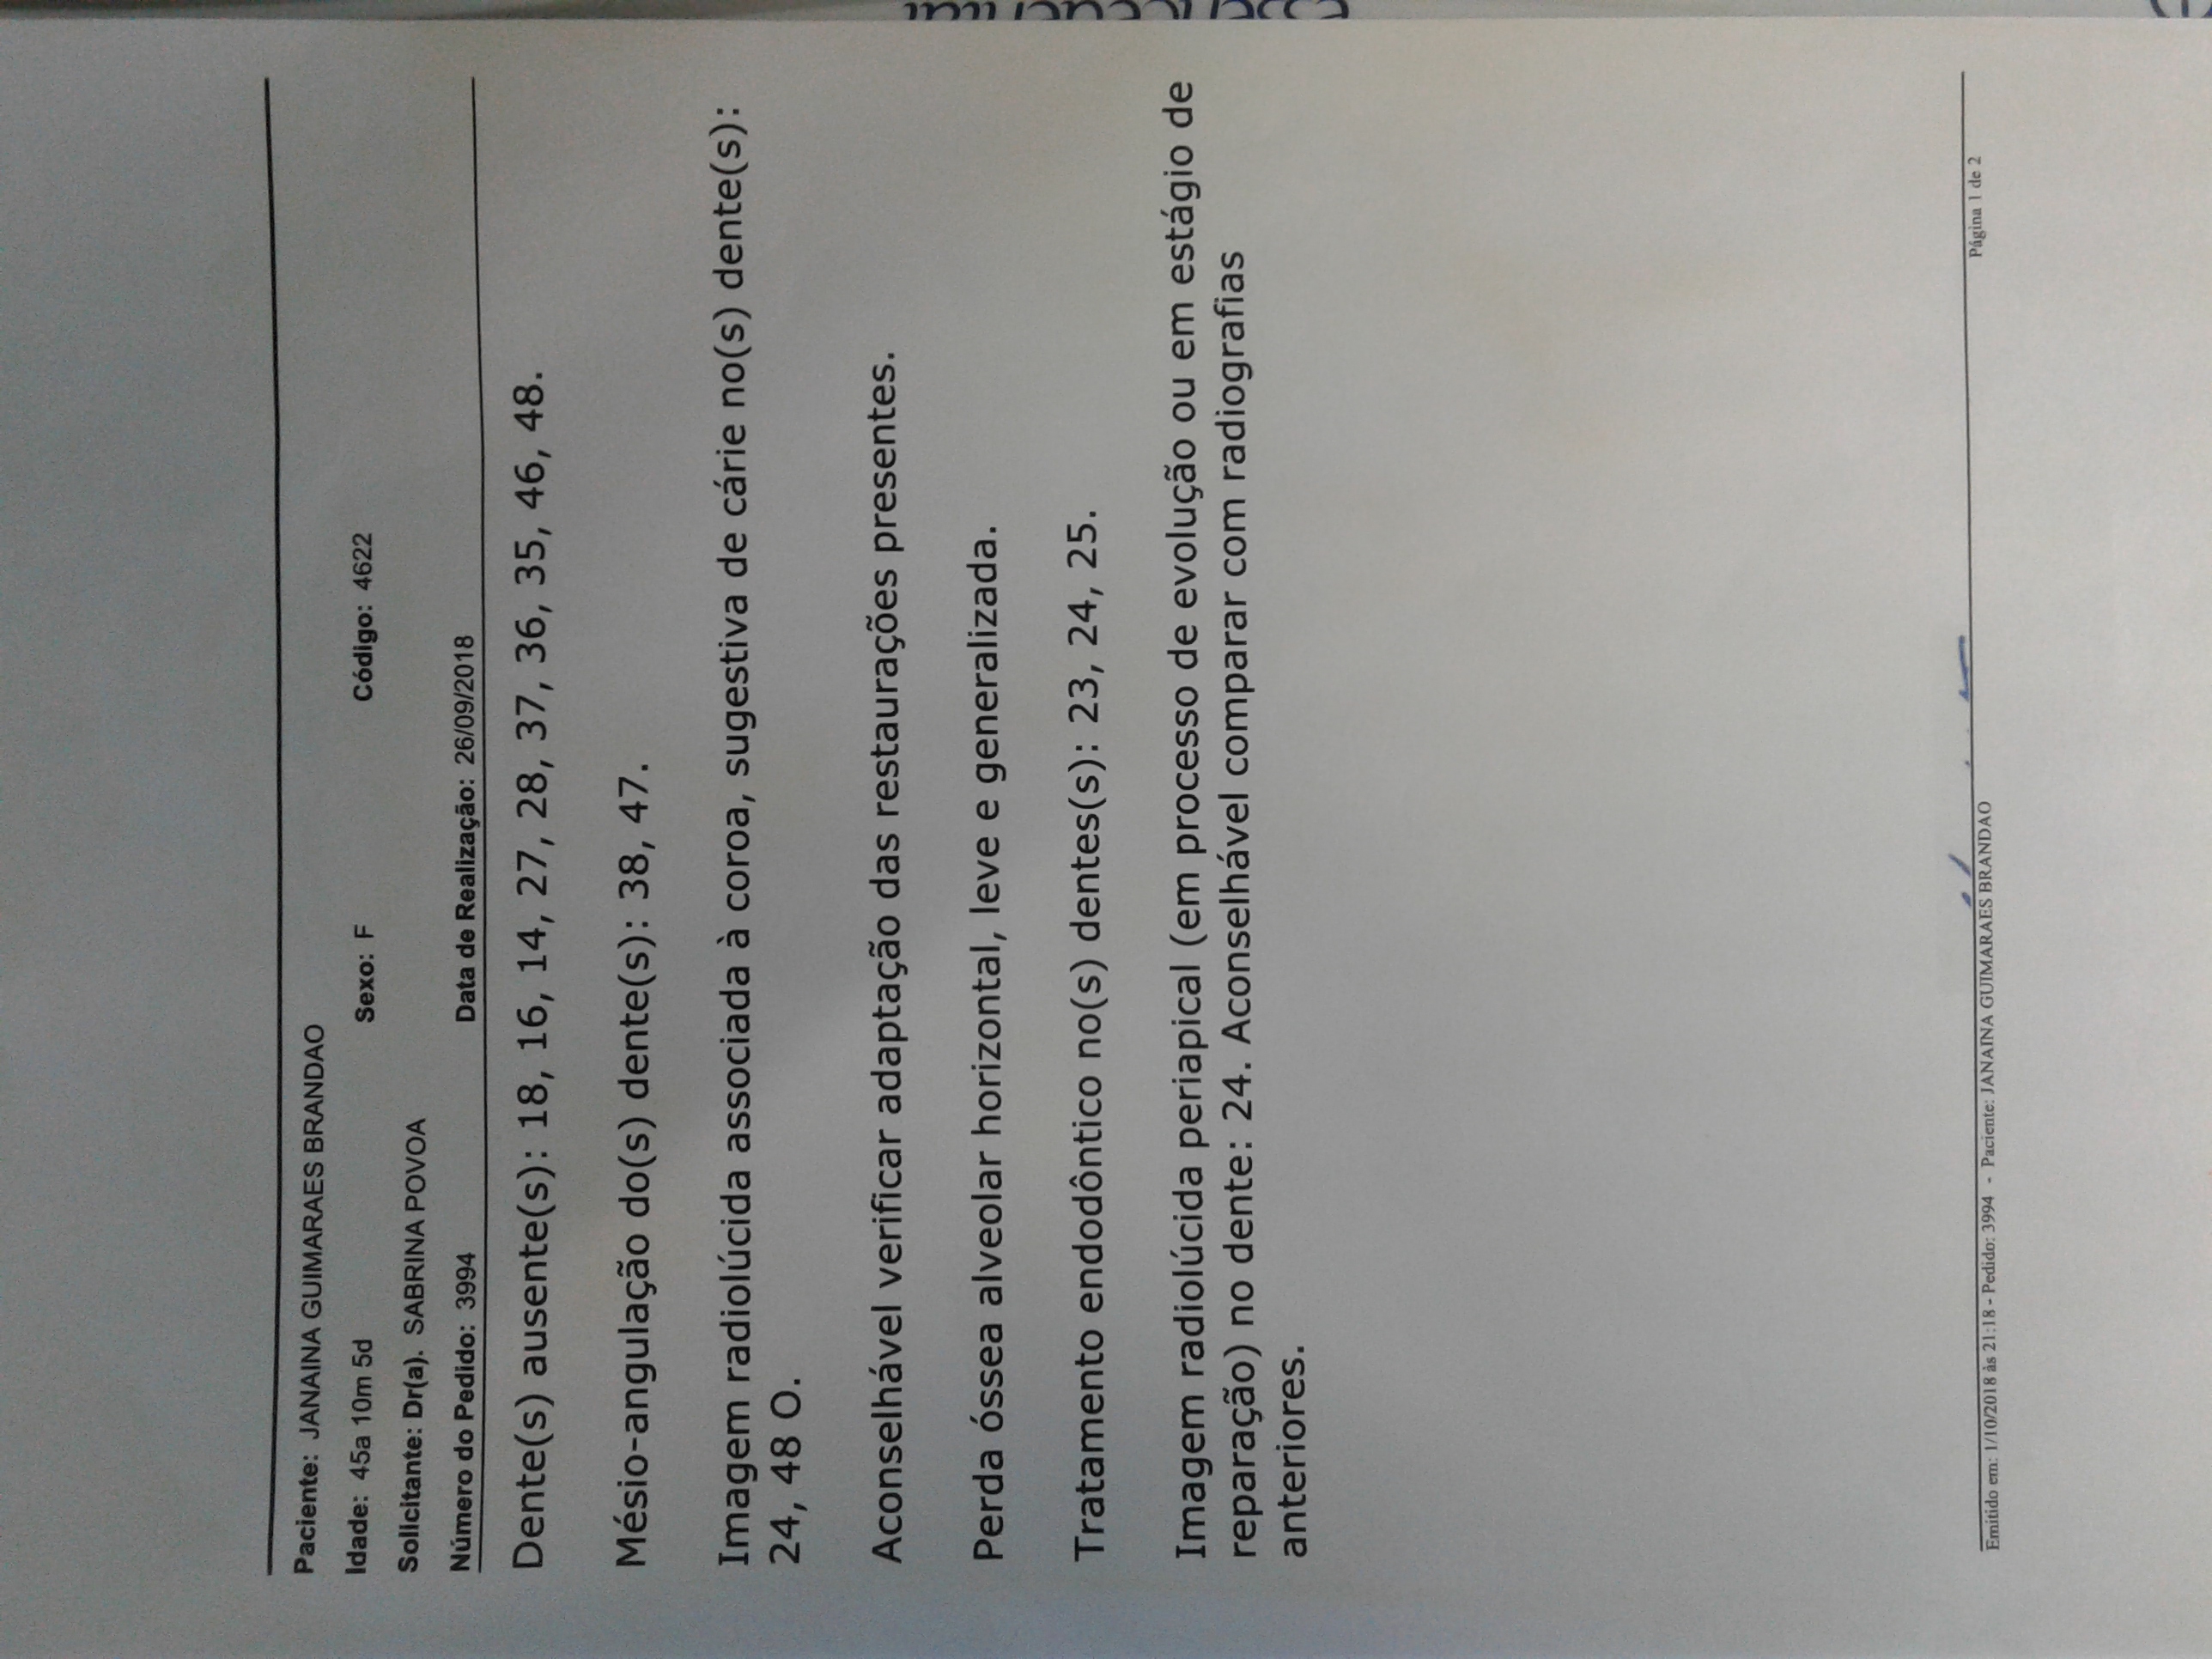 Paciente: JANAINA GUIMARAES BRANDAO
Idade: 45a 10m 5d Sexo: F Código: 4622
Solicitante: Dr(a). SABRINA POVOA
Número do Pedido: 3994 Data de Realização: 26/09/2018
Dente(s) ausente(s): 18, 16, 14, 27, 28, 37, 36, 35, 46, 48.
Mésio-angulação do(s) dente(s): 38, 47.
Imagem radiolúcida associada à coroa, sugestiva de cárie no(s) dente(s):
24, 48 O.
Aconselhável verificar adaptação das restaurações presentes.
Perda óssea alveolar horizontal, leve e generalizada.
Tratamento endodôntico no(s) dentes(s): 23, 24, 25.
Imagem radiolúcida periapical (em processo de evolução ou em estágio de
reparação) no dente: 24. Aconselhável comparar com radiografias
anteriores.
Emitido em: 1/10/2018 às 21:18 - Pedido: 3994 - Paciente: JANAINA GUIMARAES BRANDAO Página 1 de 2